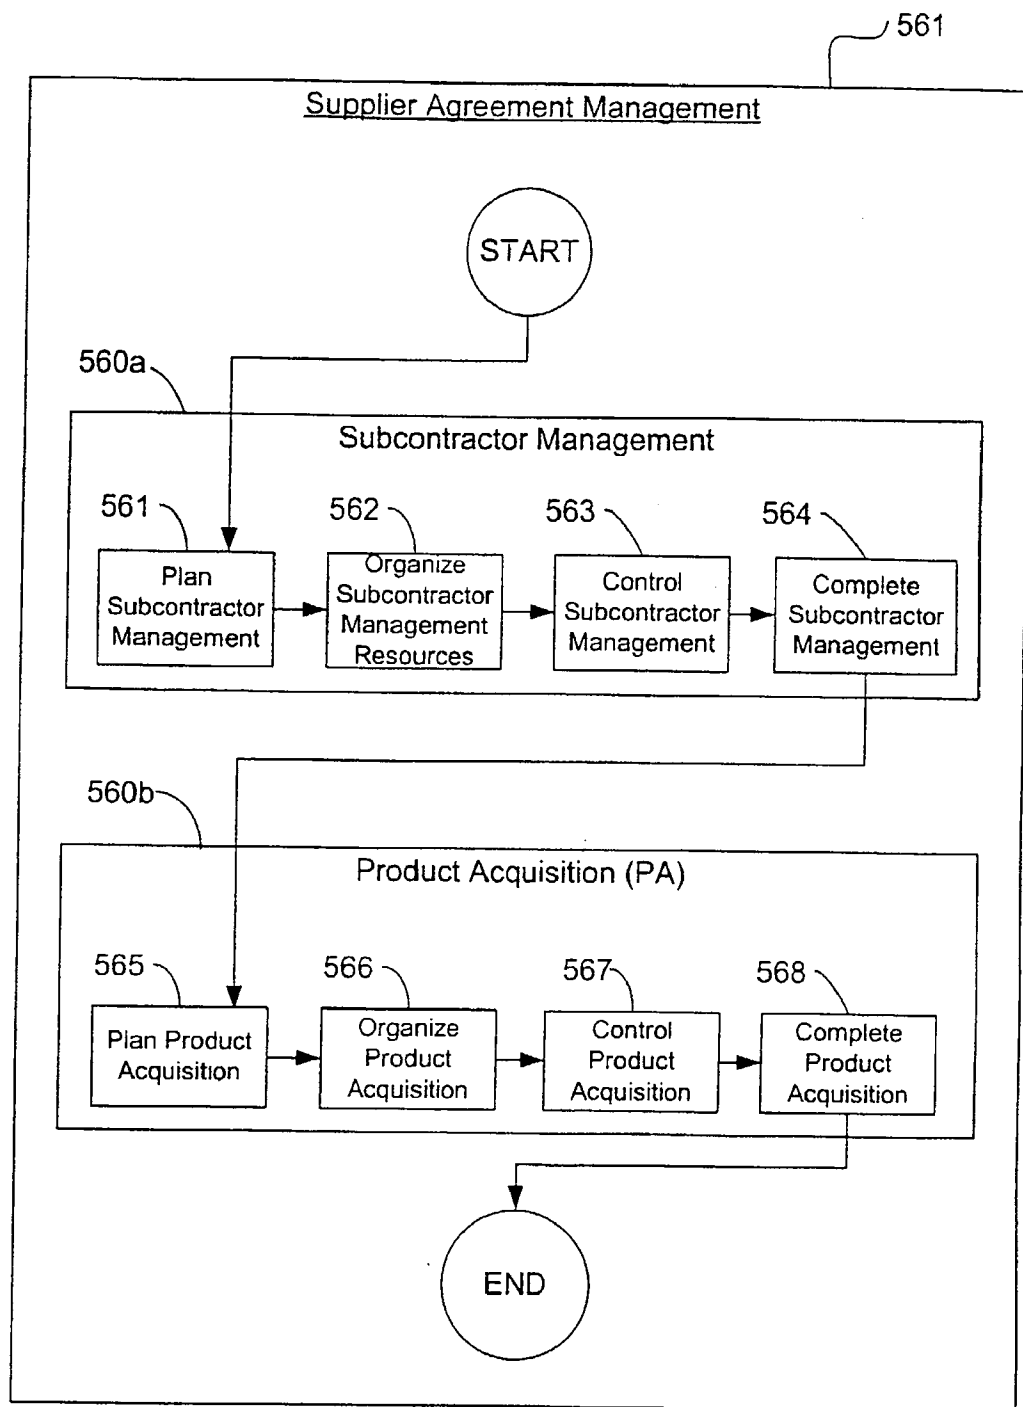 561
Supplier Agreement Management
START
560a
Subcontractor Management
561
562
563
564
Plan
Subcontractor
Management
Organize
Subcontractor
Management
Resources
Control
Subcontractor
Management
Complete
Subcontractor
Management
560b
Product Acquisition (PA)
565
566
567
568
Plan Product
Acquisition
Organize
Product
Acquisition
Control
Product
Acquisition
Complete
Product
Acquisition
END